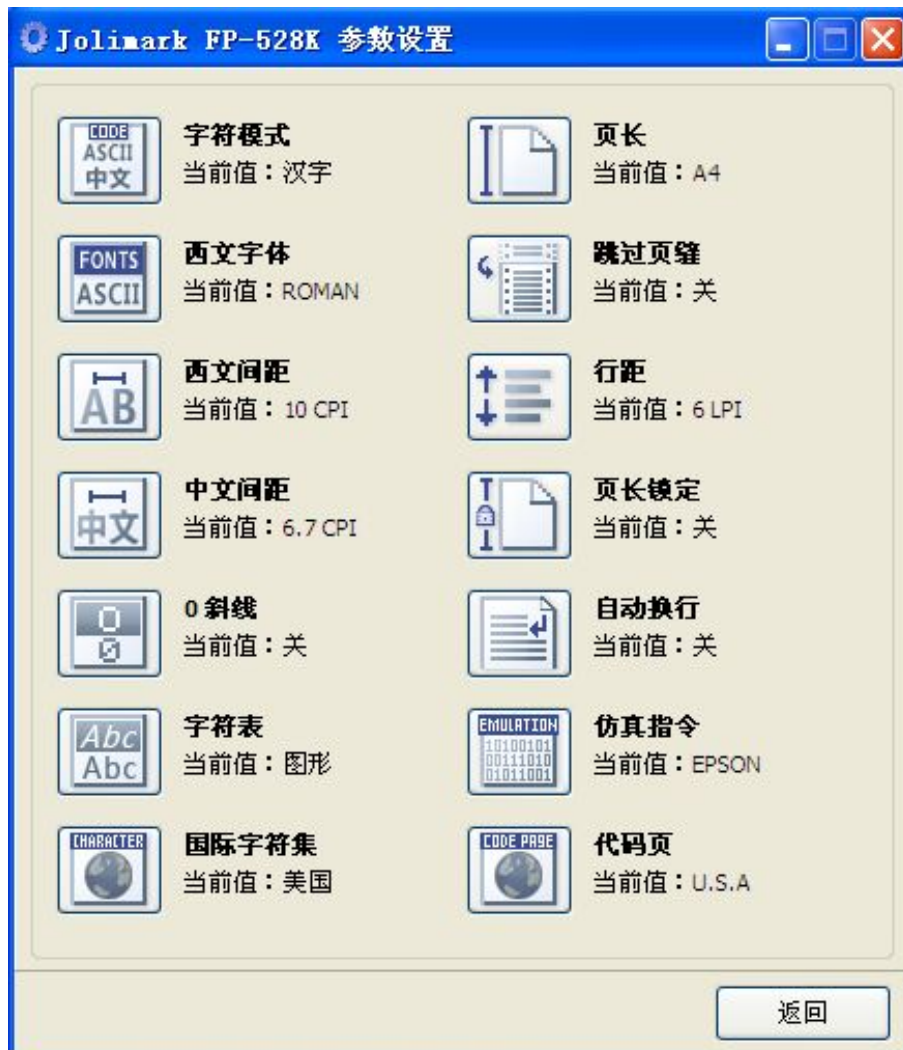 Jolimark FP-528K 参数设置
CODE
ASCII
中文
字符模式
当前值：汉字
页长
当前值：A4
FONTS
ASCII
西文字体
当前值：ROMAN
跳过页缝
当前值：关
AB
西文间距
当前值：10 CPI
行距
当前值：6 LPI
中文
中文间距
当前值：6.7 CPI
页长锁定
当前值：关
0
0
0 斜线
当前值：关
自动换行
当前值：关
Abc
Abc
字符表
当前值：图形
EMULATION
10100101
00111010
01011001
仿真指令
当前值：EPSON
CHARACTER
国际字符集
当前值：美国
CODE PAGE
代码页
当前值：U.S.A
返回